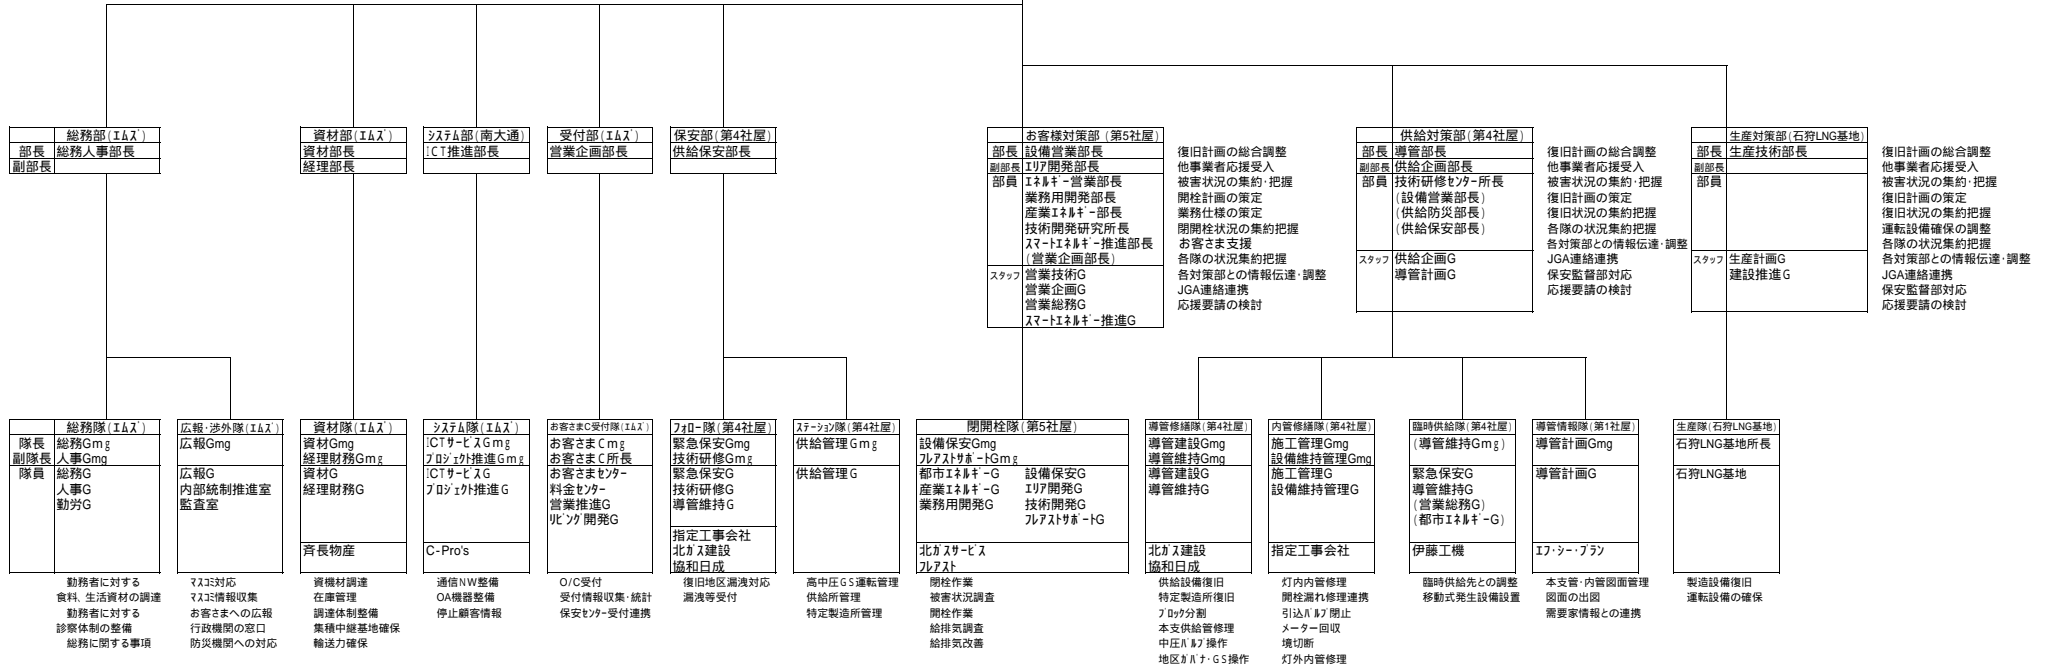 総務部(エムズ)
部長 総務人事部長
副部長
資材部(エムズ)
資材部長
経理部長
システム部(南大通)
ICT推進部長
受付部(エムズ)
営業企画部長
保安部(第4社屋)
供給保安部長
お客様対策部 (第5社屋)
部長 設備営業部長
副部長 エリア開発部長
部員 エネルギー営業部長
業務用開発部長
産業エネルギー部長
技術開発研究所長
スマートエネルギー推進部長
(営業企画部長)
スタッフ 営業技術G
営業企画G
営業総務G
スマートエネルギー推進G
復旧計画の総合調整
他事業者応援受入
被害状況の集約・把握
開栓計画の策定
業務仕様の策定
閉開栓状況の集約把握
お客さま支援
各隊の状況集約把握
各対策部との情報伝達・調整
JGA連絡連携
応援要請の検討
供給対策部(第4社屋)
部長 導管部長
副部長 供給企画部長
部員 技術研修センター所長
(設備営業部長)
(供給防災部長)
(供給保安部長)
スタッフ 供給企画G
導管計画G
復旧計画の総合調整
他事業者応援受入
被害状況の集約・把握
復旧計画の策定
復旧状況の集約把握
各隊の状況集約把握
各対策部との情報伝達・調整
JGA連絡連携
保安監督部対応
応援要請の検討
生産対策部(石狩LNG基地)
部長 生産技術部長
副部長
部員
スタッフ 生産計画G
建設推進G
復旧計画の総合調整
他事業者応援受入
被害状況の集約・把握
復旧計画の策定
復旧状況の集約把握
運転設備確保の調整
各隊の状況集約把握
各対策部との情報伝達・調整
JGA連絡連携
保安監督部対応
応援要請の検討
総務隊(エムズ)
隊長 総務Gmg
副隊長 人事Gmg
隊員 総務G
人事G
勤労G
勤務者に対する
食料、生活資材の調達
勤務者に対する
診察体制の整備
総務に関する事項
広報・渉外隊(エムズ)
広報Gmg
広報G
内部統制推進室
監査室
マスコミ対応
マスコミ情報収集
お客さまへの広報
行政機関の窓口
防災機関への対応
資材隊(エムズ)
資材Gmg
経理財務Gmg
資材G
経理財務G
斉長物産
資機材調達
在庫管理
調達体制整備
集積中継基地確保
輸送力確保
システム隊(エムズ)
ICTサービスGmg
プロジェクト推進Gmg
ICTサービスG
プロジェクト推進G
C-Pro's
通信NW整備
OA機器整備
停止顧客情報
お客さまC受付隊(エムズ)
お客さまCmg
お客さまC所長
お客さまセンター
料金センター
営業推進G
リビング開発G
O/C受付
受付情報収集・統計
保安センター受付連携
フォロー隊(第4社屋)
緊急保安Gmg
技術研修Gmg
緊急保安G
技術研修G
導管維持G
指定工事会社
北ガス建設
協和日成
復旧地区漏洩対応
漏洩等受付
ステーション隊(第4社屋)
供給管理Gmg
供給管理G
高中圧GS運転管理
供給所管理
特定製造所管理
閉開栓隊(第5社屋)
設備保安Gmg
フレアストサポートGmg
都市エネルギーG 設備保安G
産業エネルギーG エリア開発G
業務用開発G 技術開発G
フレアストサポートG
北ガスサービス
フレアスト
閉栓作業
被害状況調査
開栓作業
給排気調査
給排気改善
導管修繕隊(第4社屋)
導管建設Gmg
導管維持Gmg
導管建設G
導管維持G
北ガス建設
協和日成
供給設備復旧
特定製造所復旧
ブロック分割
本支供給管修理
中圧バルブ操作
地区ガバナ・GS操作
内管修繕隊(第4社屋)
施工管理Gmg
設備維持管理Gmg
施工管理G
設備維持管理G
指定工事会社
灯内内管修理
開栓漏れ修理連携
引込バルブ閉止
メーター回収
境切断
灯外内管修理
臨時供給隊(第4社屋)
(導管維持Gmg)
緊急保安G
導管維持G
(営業総務G)
(都市エネルギーG)
伊藤工機
臨時供給先との調整
移動式発生設備設置
導管情報隊(第1社屋)
導管計画Gmg
導管計画G
エフ・シー・プラン
本支管・内管図面管理
図面の出図
需要家情報との連携
生産隊(石狩LNG基地)
石狩LNG基地所長
石狩LNG基地
製造設備復旧
運転設備の確保